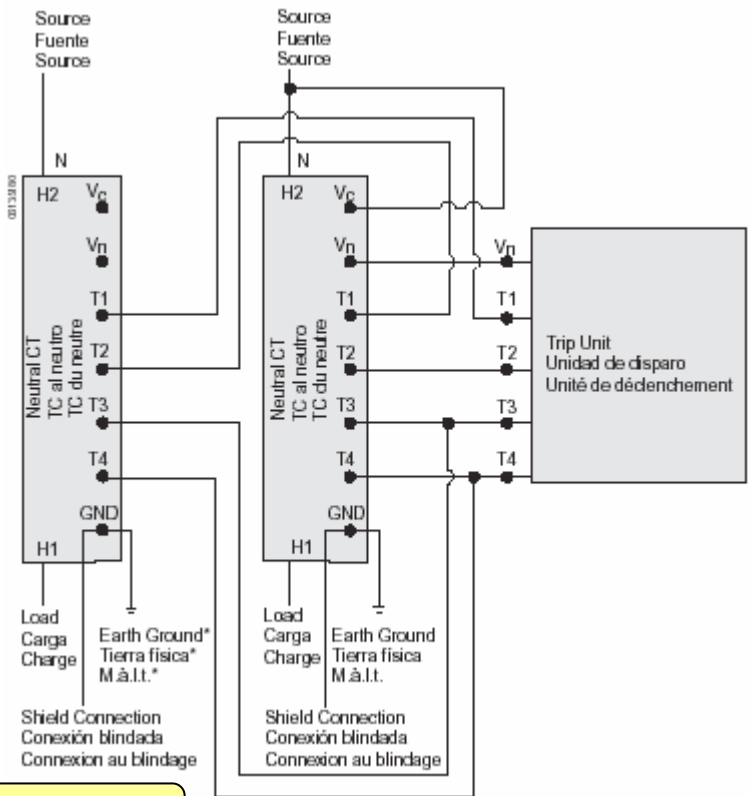 Source
Fuente
Source
Source
Fuente
Source
N
H2
Vc
Vn
T1
T2
T3
T4
GND
H1
Neutral CT
TC al neutro
TC du neutre
Load
Carga
Charge
Earth Ground*
Tierra física*
M.à.l.t.*
Shield Connection
Conexión blindada
Connexion au blindage
N
H2
Vc
Vn
T1
T2
T3
T4
GND
H1
Neutral CT
TC al neutro
TC du neutre
Load
Carga
Charge
Earth Ground
Tierra física
M.à.l.t.
Shield Connection
Conexión blindada
Connexion au blindage
Vn
T1
T2
T3
T4
Trip Unit
Unidad de disparo
Unité de déclenchement